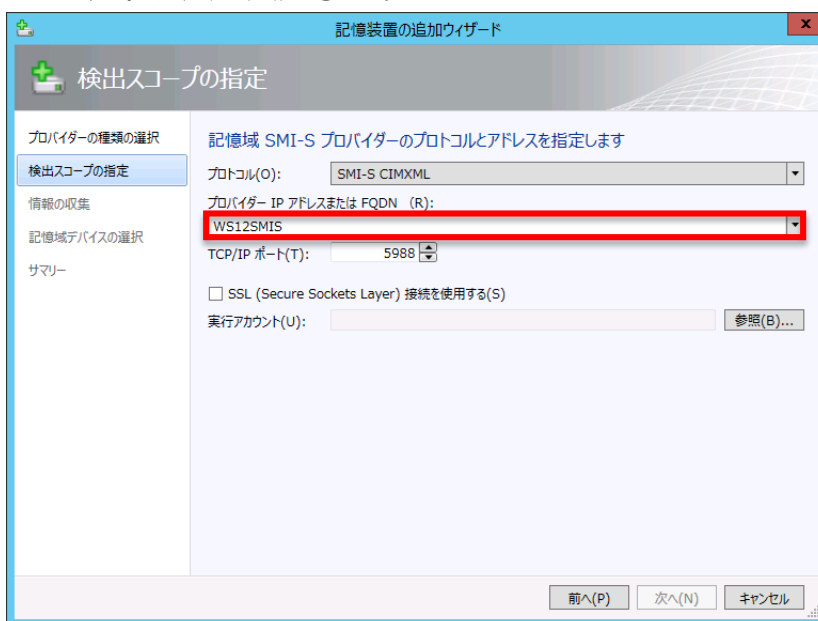 記憶装置の追加ウィザード
x
検出スコープの指定
プロバイダーの種類の選択
検出スコープの指定
情報の収集
記憶域デバイスの選択
サマリー
記憶域 SMI-S プロバイダーのプロトコルとアドレスを指定します
プロトコル(O): SMI-S CIMXML
プロバイダー IP アドレスまたは FQDN (R):
WS12SMIS
TCP/IP ポート(T): 5988
SSL (Secure Sockets Layer) 接続を使用する(S)
実行アカウント(U): 参照(B)...
前へ(P) 次へ(N) キャンセル